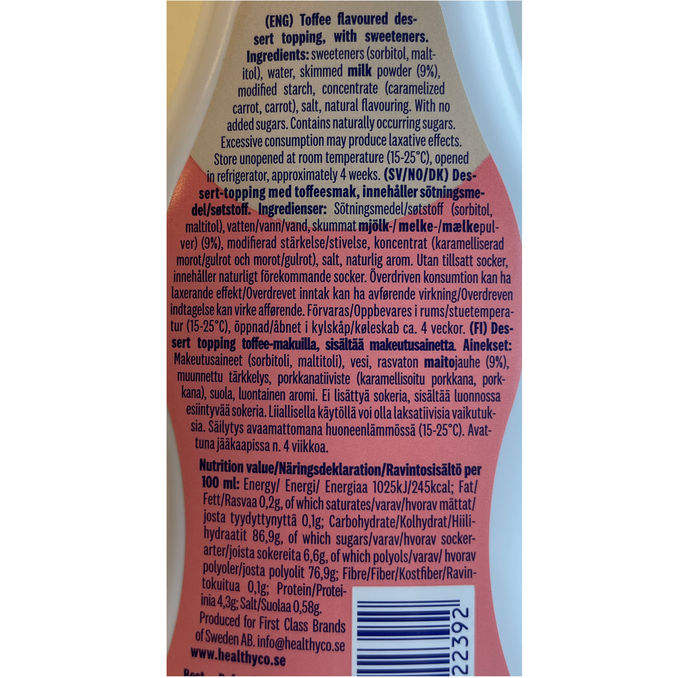 (ENG) Toffee flavoured des-
sert topping, with sweeteners.
Ingredients: sweeteners (sorbitol, malt-
itol), water, skimmed milk powder (9%),
modified starch, concentrate (caramelized
carrot, carrot), salt, natural flavouring. With no
added sugars. Contains naturally occurring sugars.
Excessive consumption may produce laxative effects.
Store unopened at room temperature (15-25°C), opened
in refrigerator, approximately 4 weeks. (SV/NO/DK) Des-
sert-topping med toffeesmak, innehåller sötningsme-
del/søtstoff. Ingredienser: Sötningsmedel/søtstoff (sorbitol,
maltitol), vatten/vann/vand, skummat mjölk-/ melke-/mælkepul-
ver) (9%), modifierad stärkelse/stivelse, koncentrat (karamelliserad
morot/gulrot och morot/gulrot), salt, naturlig arom. Utan tillsatt socker,
innehåller naturligt förekommande socker. Överdriven konsumtion kan ha
laxerande effekt/Overdrevet inntak kan ha avførende virkning/Overdreven
indtagelse kan virke afførende. Förvaras/Oppbevares i rums/stuetempera-
tur (15-25°C), öppnad/åbnet i kylskåp/køleskab ca. 4 veckor. (FI) Des-
sert topping toffee-makuilla, sisältää makeutusainetta. Ainekset:
Makeutusaineet (sorbitoli, maltitoli), vesi, rasvaton maitojauhe (9%),
muunnettu tärkkelys, porkkanatiiviste (karamellisoitu porkkana, pork-
kana), suola, luontainen aromi. Ei lisättyä sokeria, sisältää luonnossa
esiintyvää sokeria. Liiallisella käytöllä voi olla laksatiivisia vaikutuk-
sia. Säilytys avaamattomana huoneenlämmössä (15-25°C). Avat-
tuna jääkaapissa n. 4 viikkoa.
Nutrition value/Näringsdeklaration/Ravintosisältö per
100 ml: Energy/ Energi/ Energiaa 1025kJ/245kcal; Fat/
Fett/Rasvaa 0,2g, of which saturates/varav/hvorav mättat/
josta tyydyttynyttä 0,1g; Carbohydrate/Kolhydrat/Hiili-
hydraatit 86,9g, of which sugars/varav/hvorav socker-
arter/joista sokereita 6,6g, of which polyols/varav/ hvorav
polyoler/josta polyolit 76,9g; Fibre/Fiber/Kostfiber/Ravin-
tokuitua 0,1g; Protein/Protei-
inia 4,3g; Salt/Suolaa 0,58g.
Produced for First Class Brands
of Sweden AB. info@healthyco.se
www.healthyco.se
22392